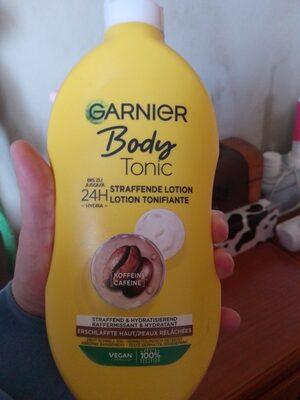 GARNIER
Body
Tonic
BIS ZU
JUSQU'À
24H
HYDRA
STRAFFENDE LOTION
LOTION TONIFIANTE
[KOFFEIN
CAFÉINE]
STRAFFEND & HYDRATISIEREND
RAFFERMISSANT & HYDRATANT
ERSCHLAFFTE HAUT/PEAUX RELÂCHÉES
VEGAN
100%